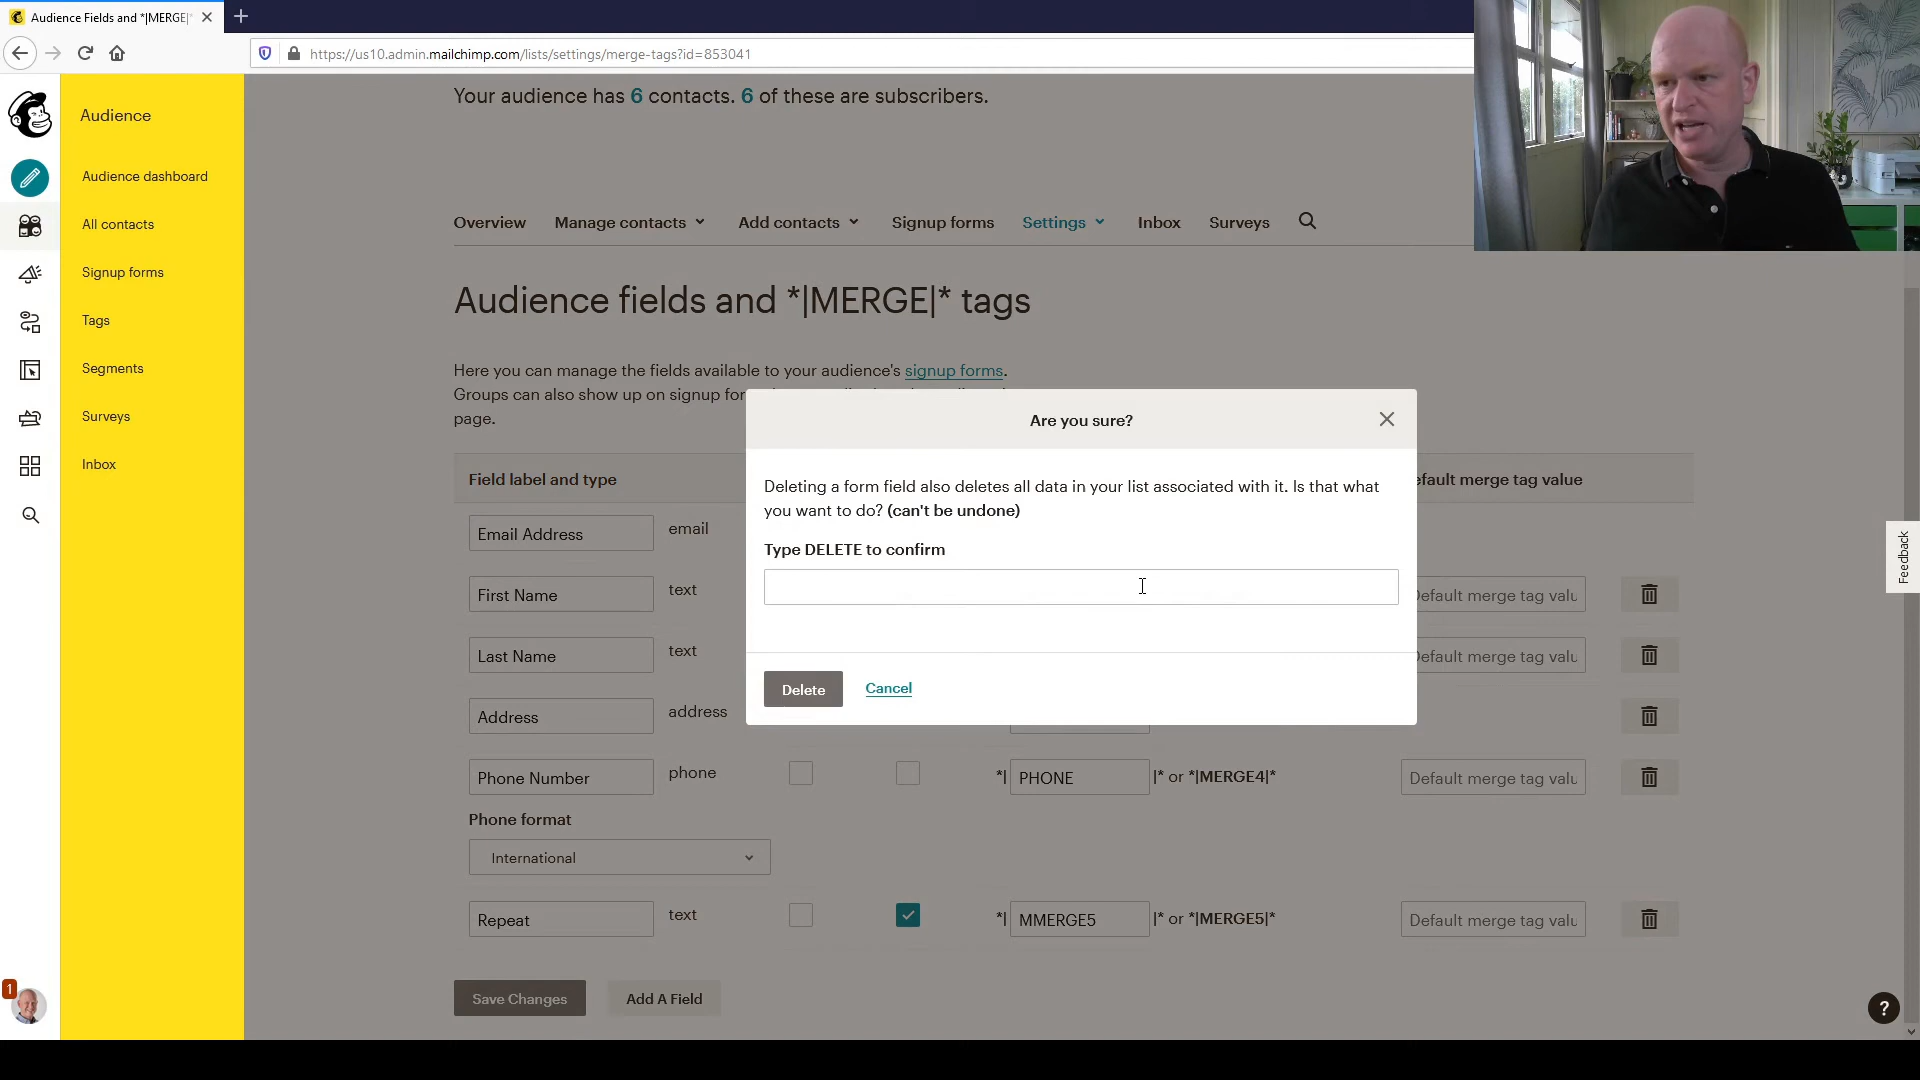 Audience Fields and *|MERGE|*
https://us10.admin.mailchimp.com/lists/settings/merge-tags?id=853041
Audience
Audience dashboard
All contacts
Signup forms
Tags
Segments
Surveys
Inbox
1
Your audience has 6 contacts. 6 of these are subscribers.
Overview Manage contacts Add contacts Signup forms Settings Inbox Surveys
Audience fields and *|MERGE|* tags
Here you can manage the fields available to your audience's signup forms.
Groups can also show up on signup for
page.
Field label and type
efault merge tag value
Email Address email
First Name text
Default merge tag valu
Last Name text
Default merge tag valu
Address address
Phone Number phone *| PHONE |* or *|MERGE4|* Default merge tag valu
Phone format
International
Repeat text *| MMERGE5 |* or *|MERGE5|* Default merge tag valu
Save Changes Add A Field
Are you sure?
Deleting a form field also deletes all data in your list associated with it. Is that what
you want to do? (can't be undone)
Type DELETE to confirm
Delete Cancel
Feedback
?